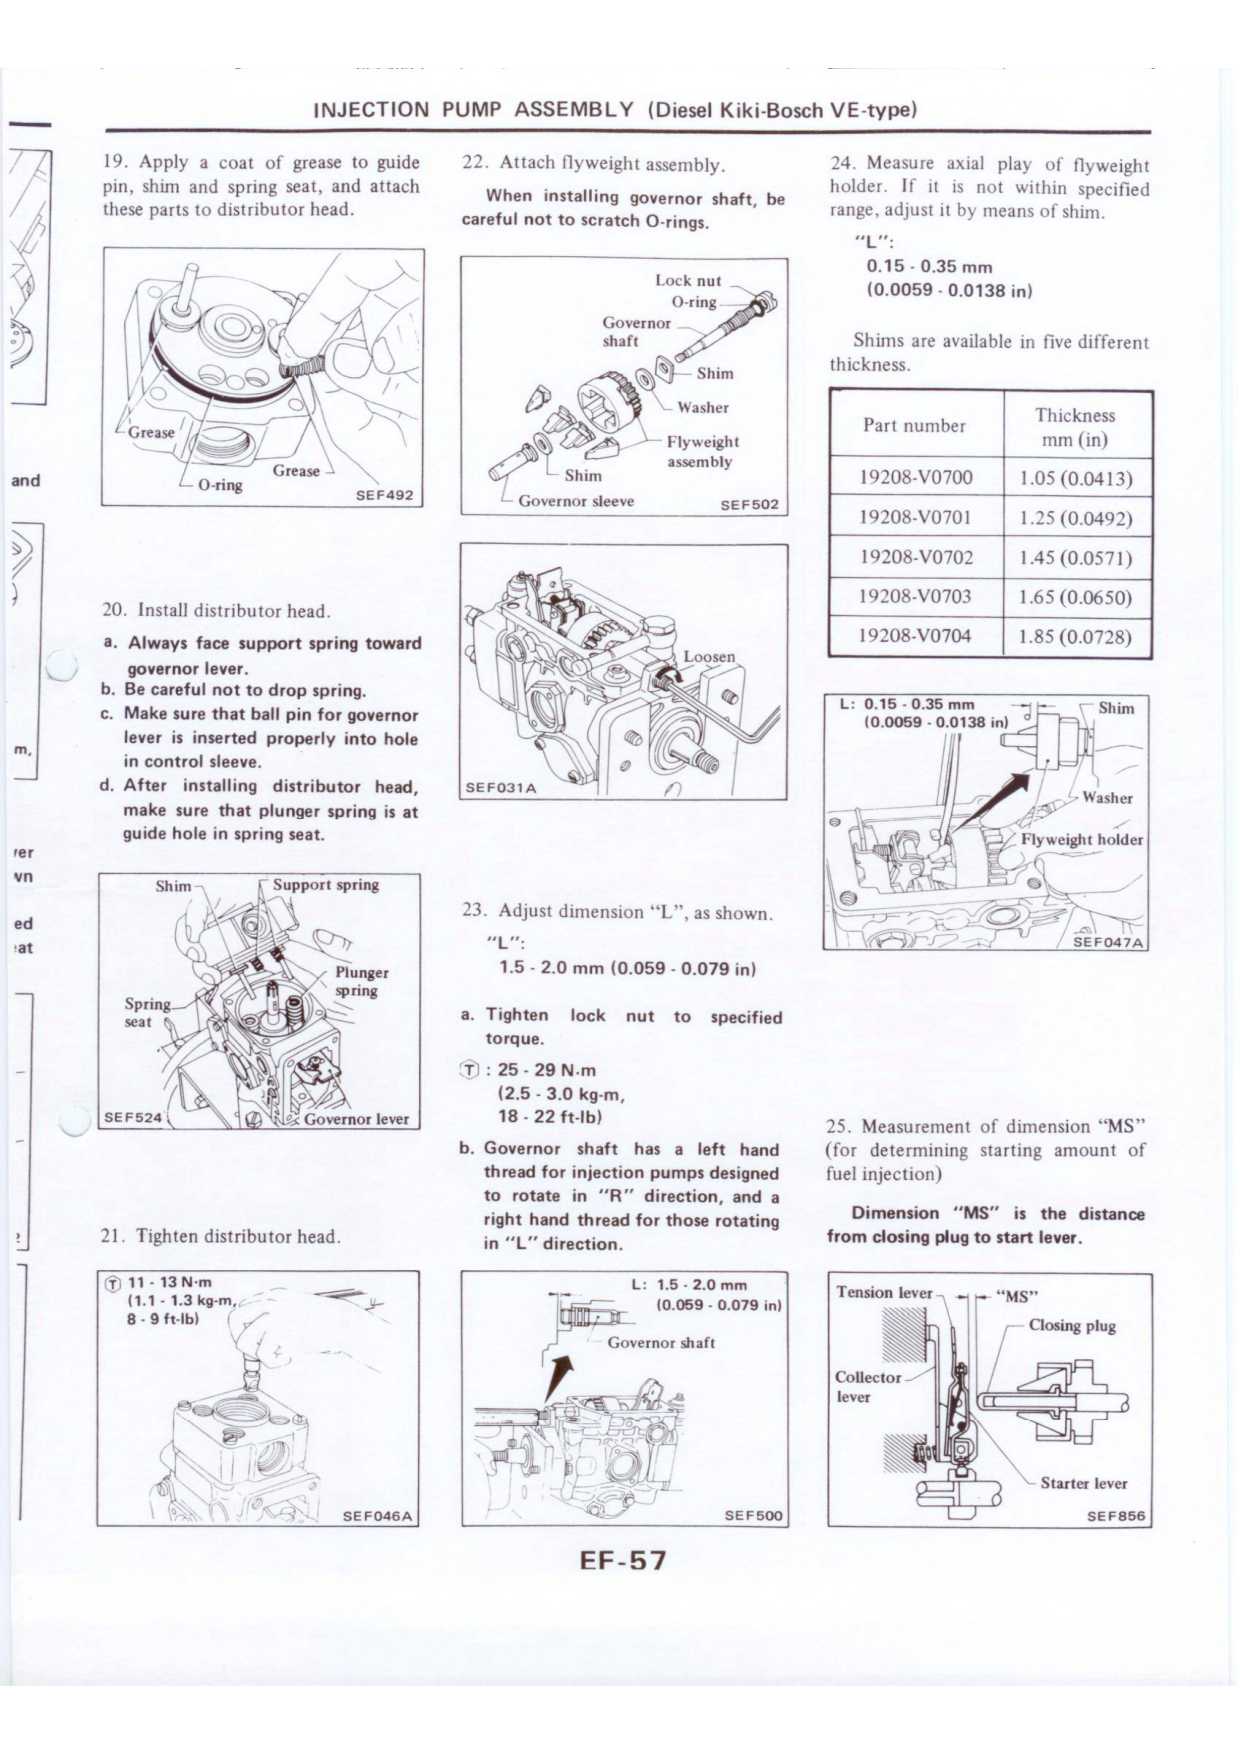 INJECTION PUMP ASSEMBLY (Diesel Kiki-Bosch VE-type)
19. Apply a coat of grease to guide
pin, shim and spring seat, and attach
these parts to distributor head.
Grease
O-ring
Grease
SEF492
20. Install distributor head.
a. Always face support spring toward
governor lever.
b. Be careful not to drop spring.
c. Make sure that ball pin for governor
lever is inserted properly into hole
in control sleeve.
d. After installing distributor head,
make sure that plunger spring is at
guide hole in spring seat.
Shim
Support spring
Plunger
spring
Spring
seat
SEF524
Governor lever
21. Tighten distributor head.
T 11 - 13 N·m
(1.1 - 1.3 kg-m,
8 - 9 ft-lb)
SEF046A
22. Attach flyweight assembly.
When installing governor shaft, be
careful not to scratch O-rings.
Lock nut
O-ring
Governor
shaft
Shim
Washer
Flyweight
assembly
Shim
Governor sleeve
SEF502
Loosen
SEF031A
23. Adjust dimension “L”, as shown.
“L”:
1.5 - 2.0 mm (0.059 - 0.079 in)
a. Tighten lock nut to specified
torque.
T : 25 - 29 N·m
(2.5 - 3.0 kg-m,
18 - 22 ft-lb)
b. Governor shaft has a left hand
thread for injection pumps designed
to rotate in “R” direction, and a
right hand thread for those rotating
in “L” direction.
L: 1.5 - 2.0 mm
(0.059 - 0.079 in)
Governor shaft
SEF500
24. Measure axial play of flyweight
holder. If it is not within specified
range, adjust it by means of shim.
“L”:
0.15 - 0.35 mm
(0.0059 - 0.0138 in)
Shims are available in five different
thickness.
Part number Thickness
mm (in)
19208-V0700 1.05 (0.0413)
19208-V0701 1.25 (0.0492)
19208-V0702 1.45 (0.0571)
19208-V0703 1.65 (0.0650)
19208-V0704 1.85 (0.0728)
L: 0.15 - 0.35 mm
(0.0059 - 0.0138 in)
Shim
Washer
Flyweight holder
SEF047A
25. Measurement of dimension “MS”
(for determining starting amount of
fuel injection)
Dimension “MS” is the distance
from closing plug to start lever.
Tension lever
“MS”
Closing plug
Collector
lever
Starter lever
SEF856
EF-57
and
m,
wn
ed